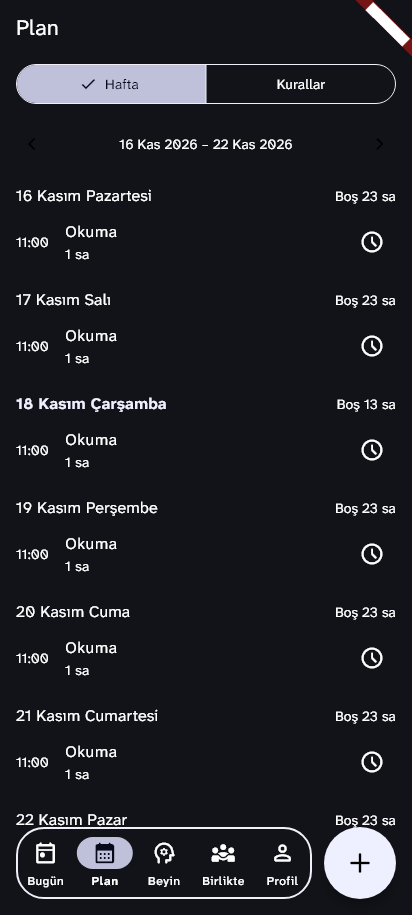 Plan
Hafta
Kurallar
16 Kas 2026 – 22 Kas 2026
16 Kasım Pazartesi Boş 23 sa
11:00 Okuma
1 sa
17 Kasım Salı Boş 23 sa
11:00 Okuma
1 sa
18 Kasım Çarşamba Boş 13 sa
11:00 Okuma
1 sa
19 Kasım Perşembe Boş 23 sa
11:00 Okuma
1 sa
20 Kasım Cuma Boş 23 sa
11:00 Okuma
1 sa
21 Kasım Cumartesi Boş 23 sa
11:00 Okuma
1 sa
22 Kasım Pazar Boş 23 sa
Bugün Plan Beyin Birlikte Profil